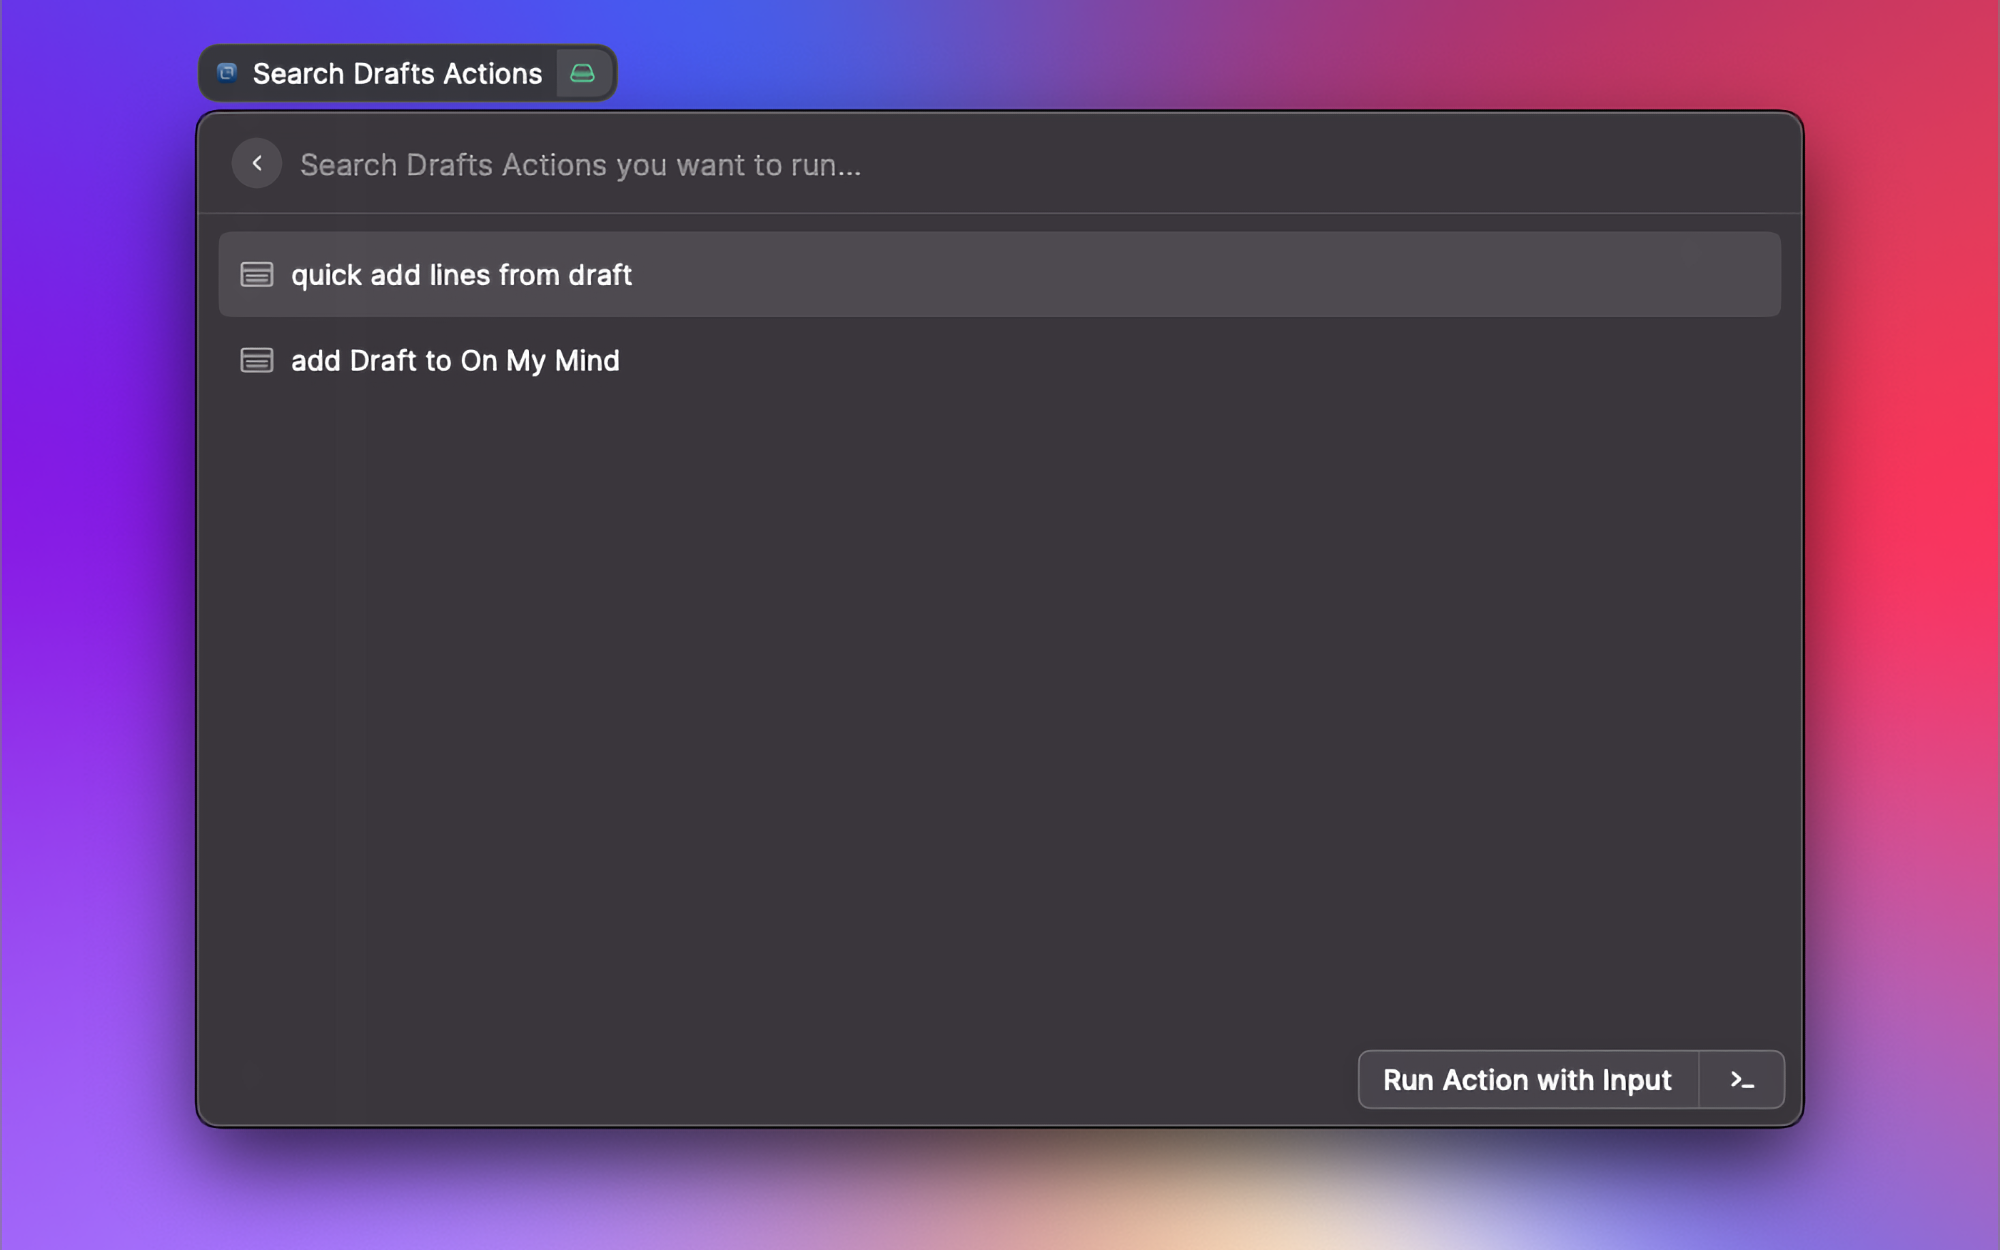 Search Drafts Actions
Search Drafts Actions you want to run...
quick add lines from draft
add Draft to On My Mind
Run Action with Input